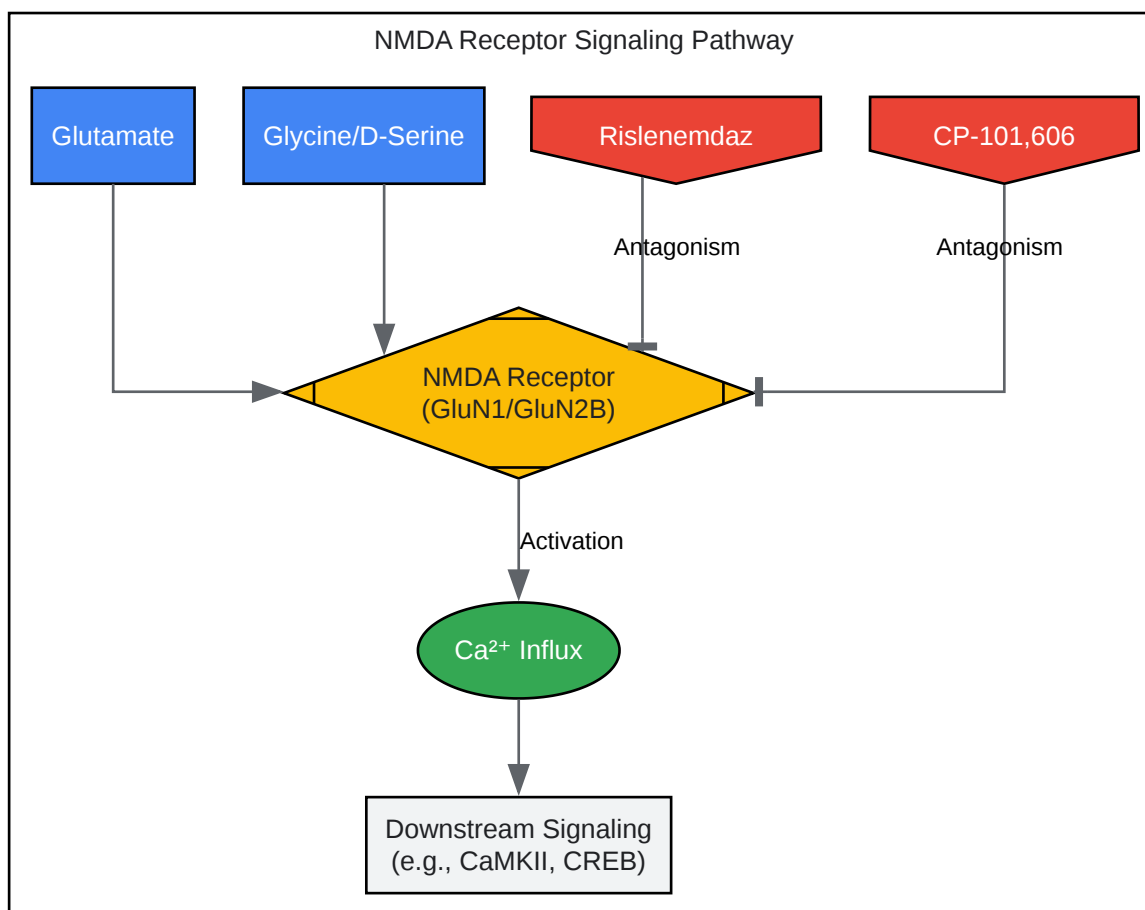 NMDA Receptor Signaling Pathway
Glutamate
Glycine/D-Serine
Rislenemdaz
CP-101,606
Antagonism
Antagonism
NMDA Receptor
(GluN1/GluN2B)
Activation
Ca²⁺ Influx
Downstream Signaling
(e.g., CaMKII, CREB)